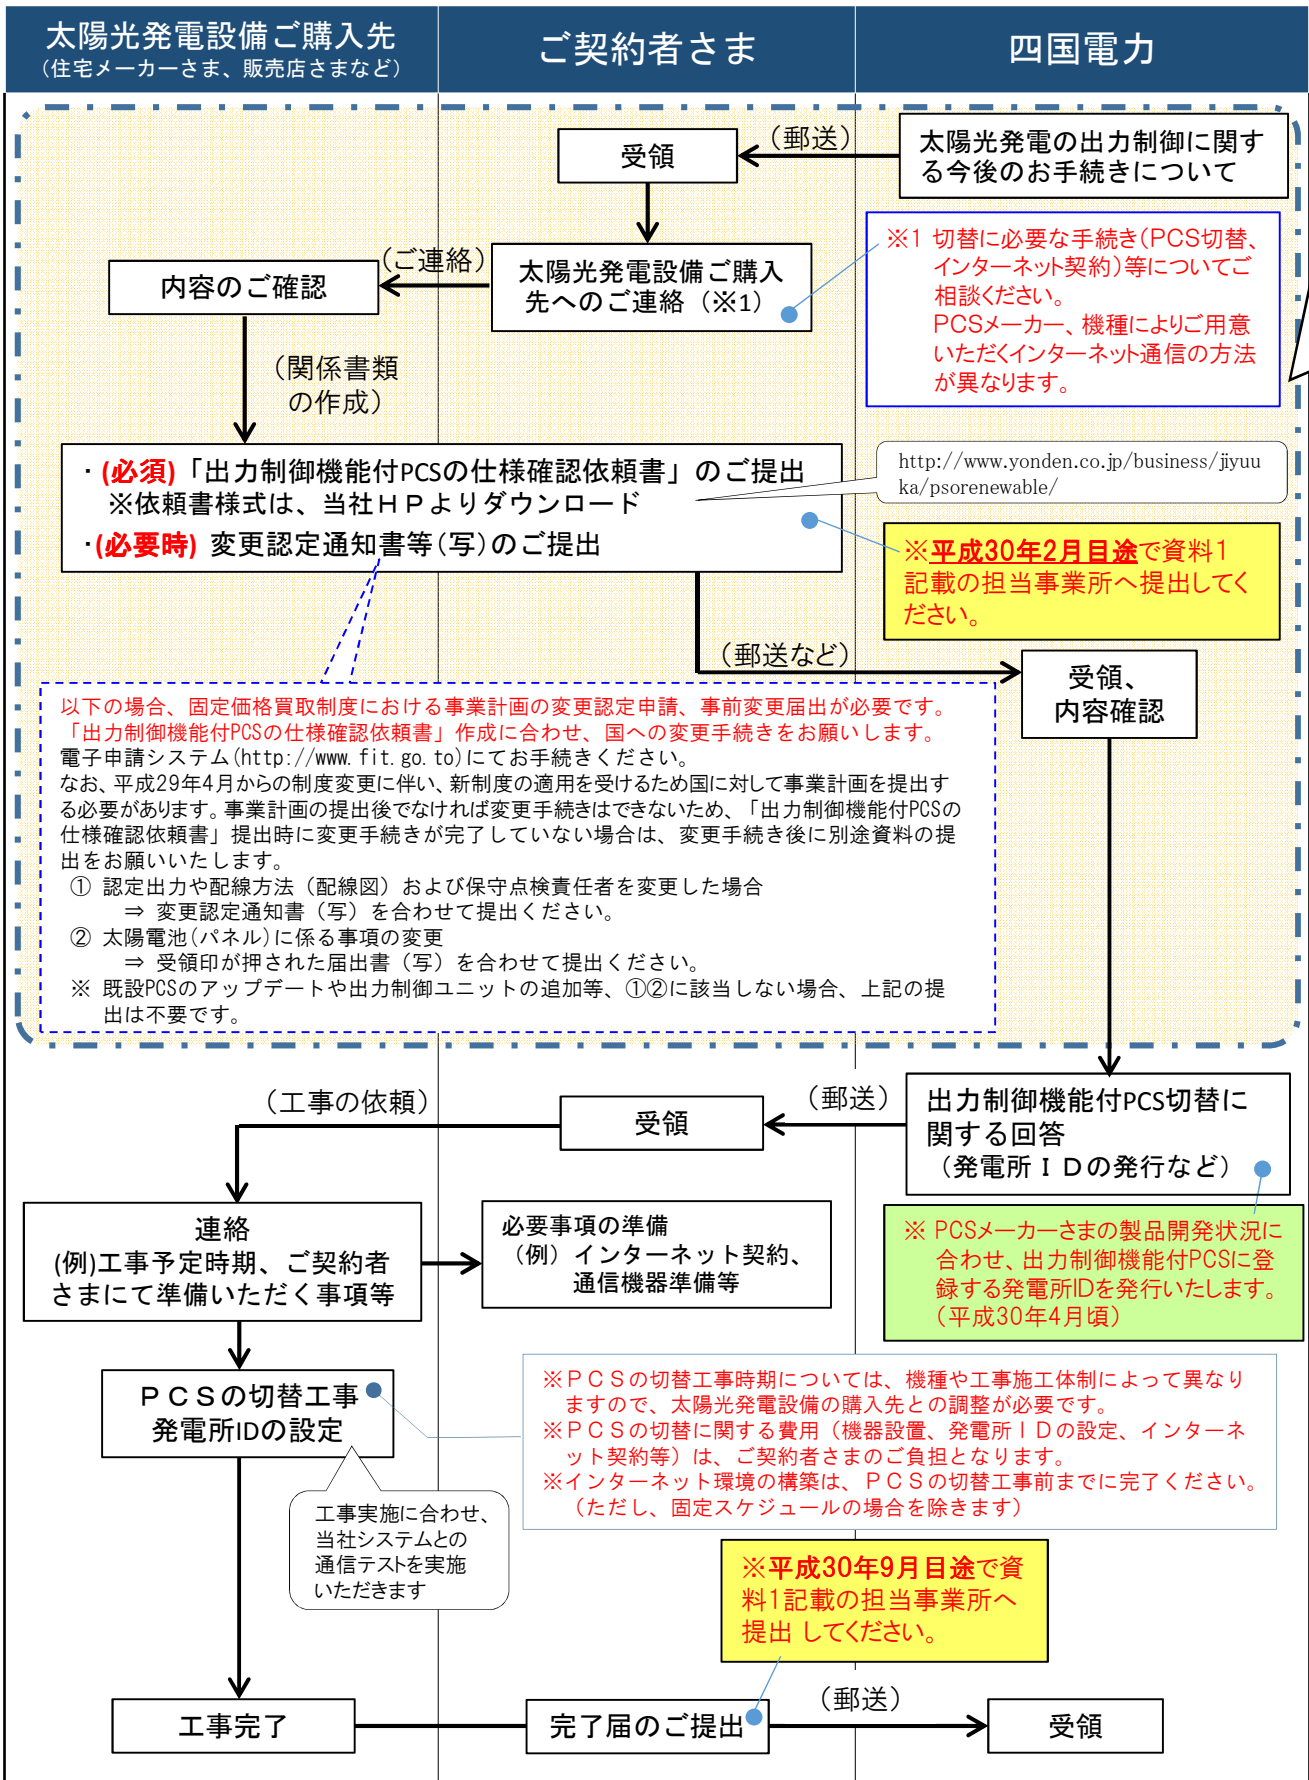 太陽光発電設備ご購入先
（住宅メーカーさま、販売店さまなど）
ご契約者さま
四国電力
太陽光発電の出力制御に関す
る今後のお手続きについて
（郵送）
受領
※1 切替に必要な手続き（PCS切替、
インターネット契約）等についてご
相談ください。
PCSメーカー、機種によりご用意
いただくインターネット通信の方法
が異なります。
太陽光発電設備ご購入
先へのご連絡（※1）
（ご連絡）
内容のご確認
（関係書類
の作成）
・(必須)「出力制御機能付PCSの仕様確認依頼書」のご提出
※依頼書様式は、当社ＨＰよりダウンロード
・(必要時) 変更認定通知書等（写）のご提出
http://www.yonden.co.jp/business/jiyuu
ka/psorenewable/
※平成30年2月目途で資料1
記載の担当事業所へ提出してく
ださい。
（郵送など）
受領、
内容確認
以下の場合、固定価格買取制度における事業計画の変更認定申請、事前変更届出が必要です。
「出力制御機能付PCSの仕様確認依頼書」作成に合わせ、国への変更手続きをお願いします。
電子申請システム(http://www.fit.go.to)にてお手続きください。
なお、平成29年4月からの制度変更に伴い、新制度の適用を受けるため国に対して事業計画を提出す
る必要があります。事業計画の提出後でなければ変更手続きはできないため、「出力制御機能付PCSの
仕様確認依頼書」提出時に変更手続きが完了していない場合は、変更手続き後に別途資料の提
出をお願いいたします。
① 認定出力や配線方法（配線図）および保守点検責任者を変更した場合
⇒ 変更認定通知書（写）を合わせて提出ください。
② 太陽電池(パネル)に係る事項の変更
⇒ 受領印が押された届出書（写）を合わせて提出ください。
※ 既設PCSのアップデートや出力制御ユニットの追加等、①②に該当しない場合、上記の提
出は不要です。
出力制御機能付PCS切替に
関する回答
（発電所ＩＤの発行など）
（郵送）
受領
（工事の依頼）
※ PCSメーカーさまの製品開発状況に
合わせ、出力制御機能付PCSに登
録する発電所IDを発行いたします。
（平成30年4月頃）
連絡
(例)工事予定時期、ご契約者
さまにて準備いただく事項等
必要事項の準備
（例）インターネット契約、
通信機器準備等
ＰＣＳの切替工事
発電所IDの設定
※ＰＣＳの切替工事時期については、機種や工事施工体制によって異なり
ますので、太陽光発電設備の購入先との調整が必要です。
※ＰＣＳの切替に関する費用（機器設置、発電所ＩＤの設定、インターネ
ット契約等）は、ご契約者さまのご負担となります。
※インターネット環境の構築は、ＰＣＳの切替工事前までに完了ください。
（ただし、固定スケジュールの場合を除きます）
工事実施に合わせ、
当社システムとの
通信テストを実施
いただきます
※平成30年9月目途で資
料1記載の担当事業所へ
提出 してください。
工事完了
完了届のご提出
（郵送）
受領